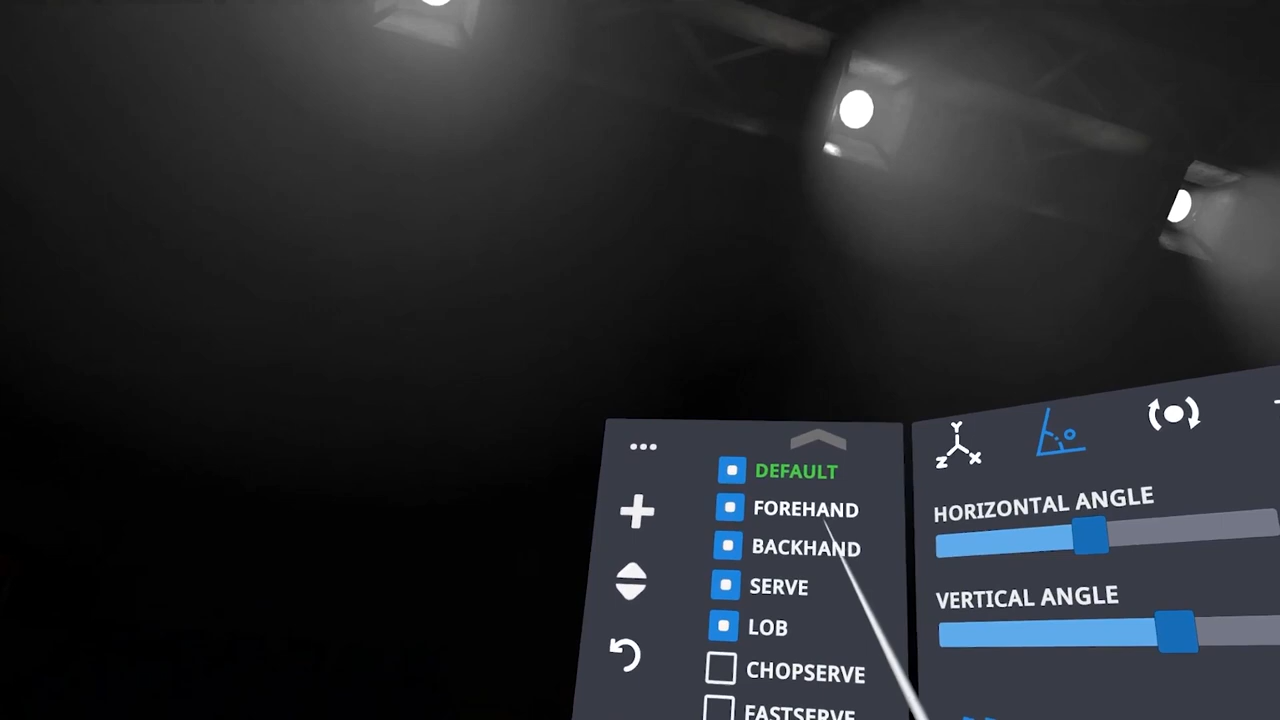 DEFAULT
FOREHAND
BACKHAND
SERVE
LOB
CHOPSERVE
FASTSERVE
HORIZONTAL ANGLE
VERTICAL ANGLE